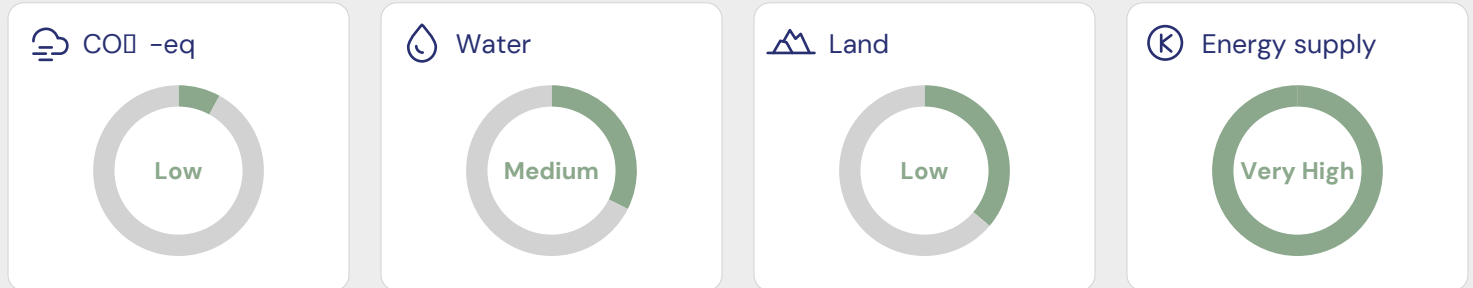 CO▯ -eq
Water
Land
Energy supply
Low
Medium
Low
Very High